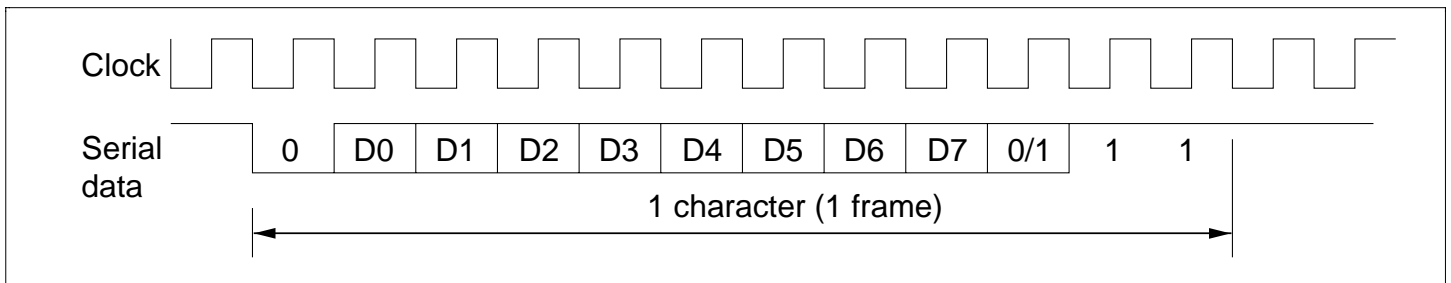 Clock
Serial
data
0 D0 D1 D2 D3 D4 D5 D6 D7 0/1 1 1
1 character (1 frame)